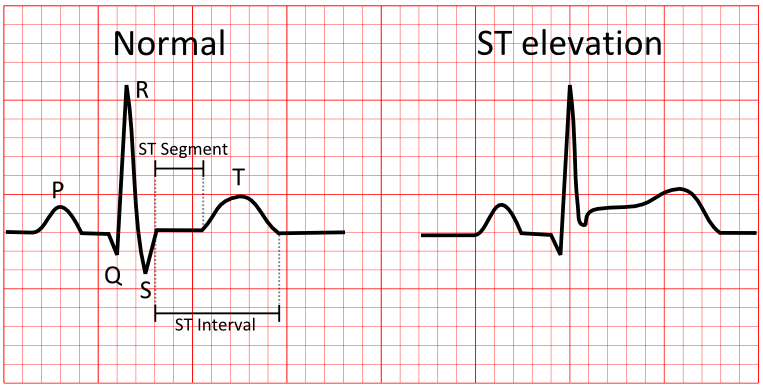 Normal
ST elevation
R
ST Segment
P
T
Q
S
ST Interval